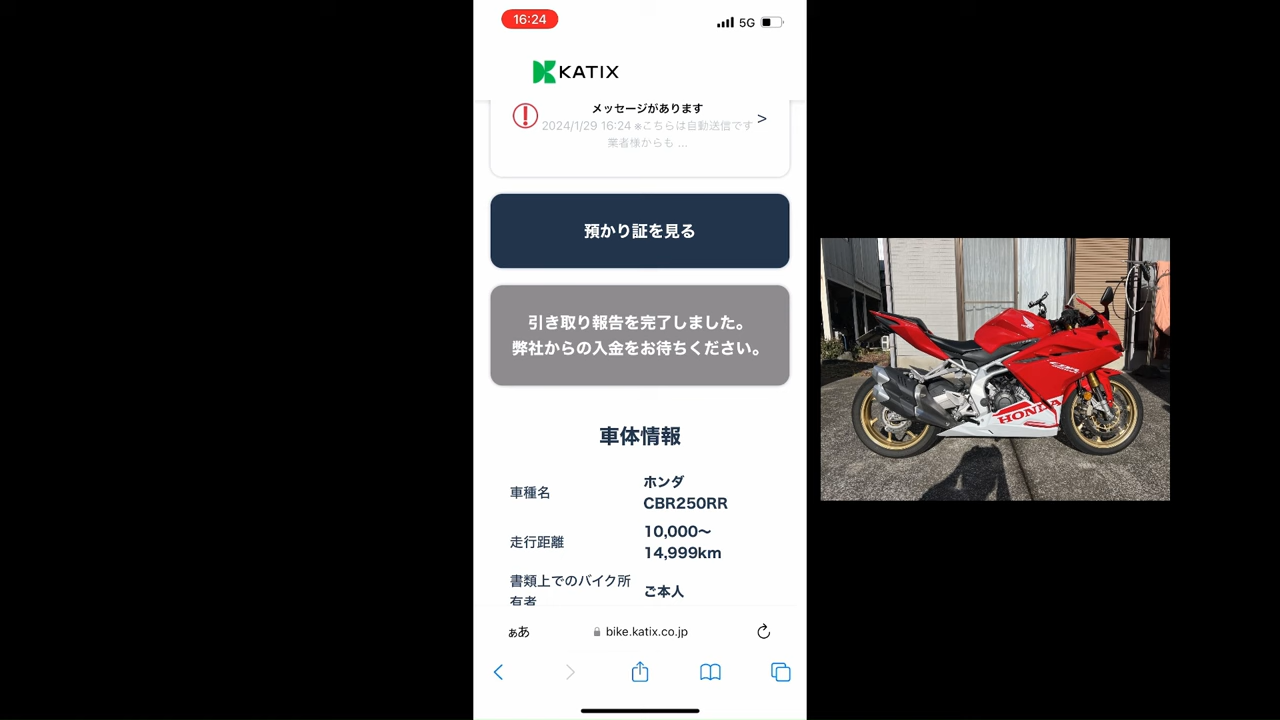 16:24
5G
KATIX
メッセージがあります
2024/1/29 16:24 ※こちらは自動送信です
業者様からも ...
>
預かり証を見る
引き取り報告を完了しました。
弊社からの入金をお待ちください。
車体情報
車種名
ホンダ
CBR250RR
走行距離
10,000〜
14,999km
書類上でのバイク所
有者
ご本人
ぁあ
bike.katix.co.jp
HONDA